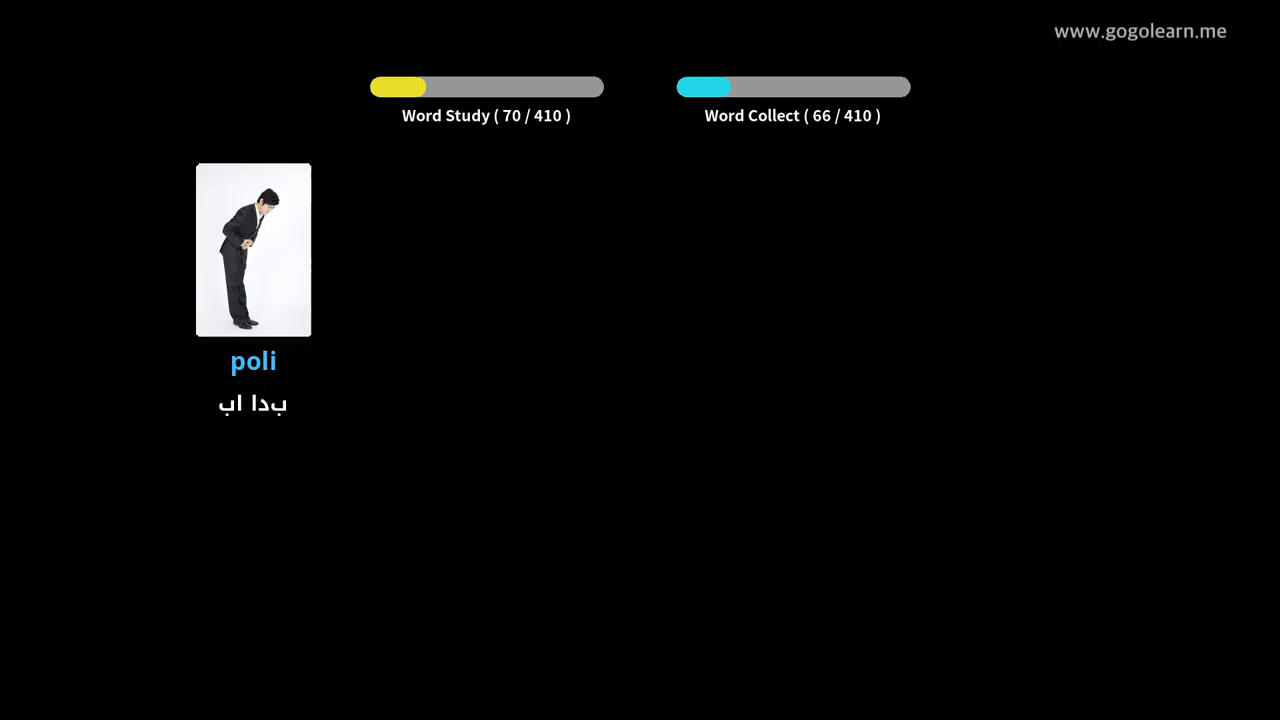 www.gogolearn.me
Word Study ( 70 / 410 )
Word Collect ( 66 / 410 )
poli
بدا اب